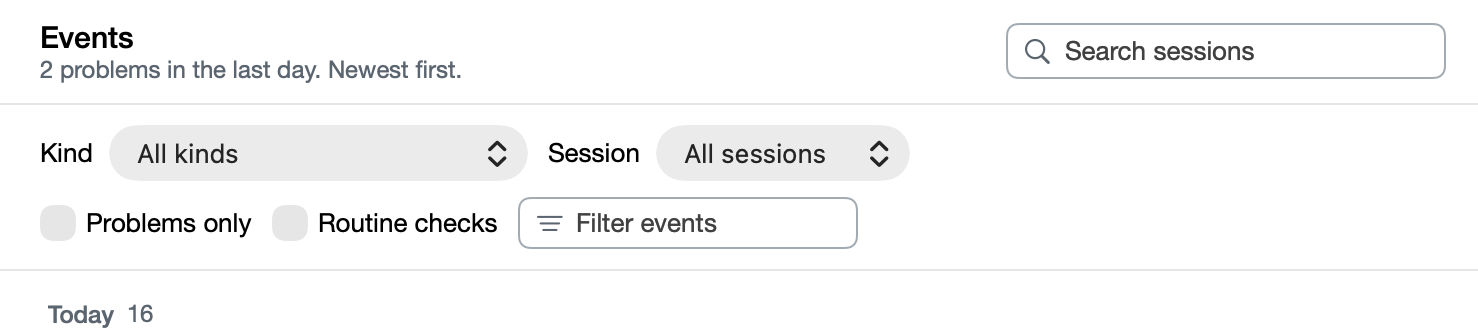 Events
2 problems in the last day. Newest first.
Search sessions
Kind All kinds Session All sessions
Problems only Routine checks Filter events
Today 16